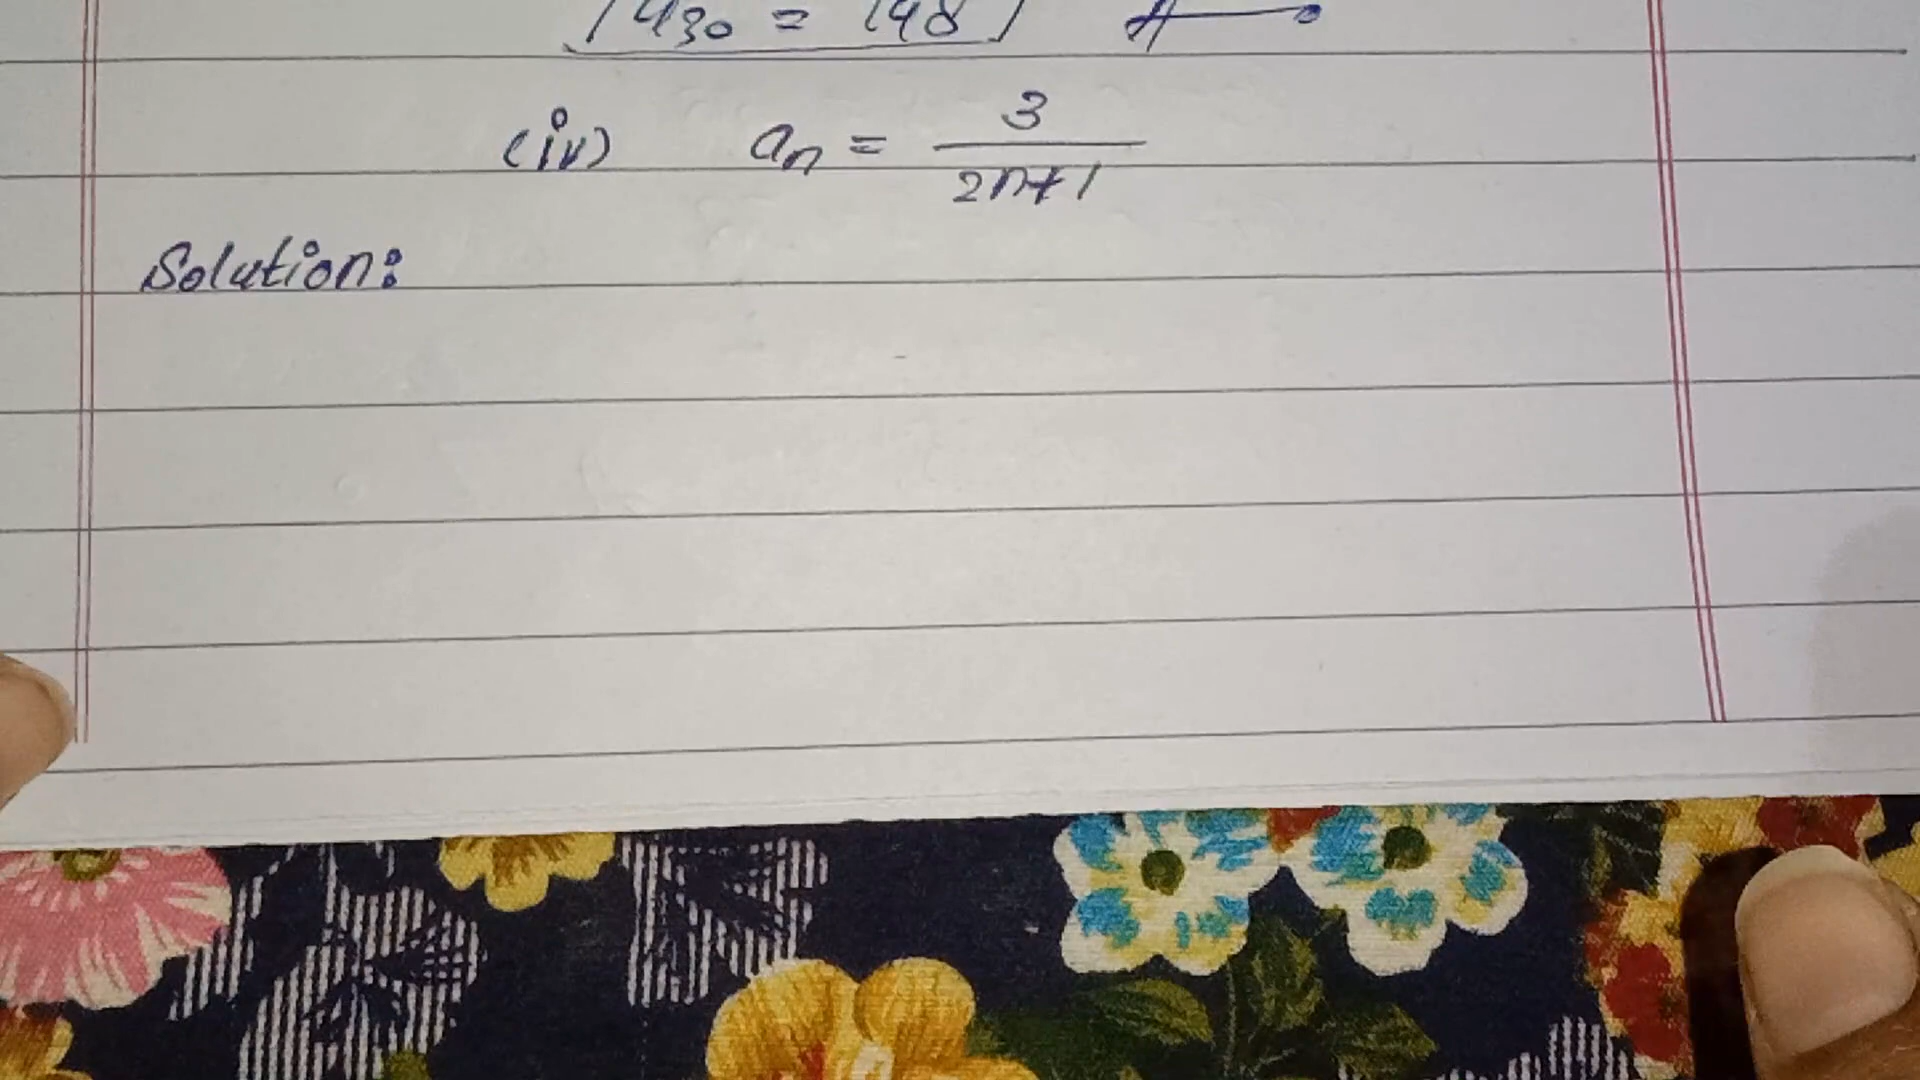 a30 = 148 A
(iv) an = 3/2n+1
Solution: